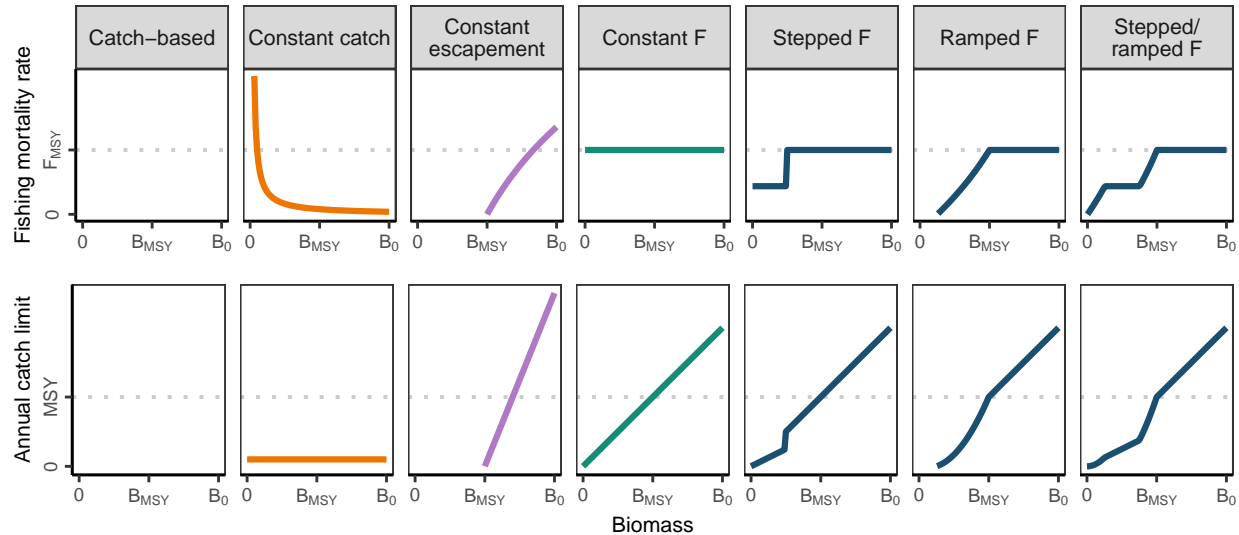 Catch−based
Constant catch
Constant
escapement
Constant F
Stepped F
Ramped F
Stepped/
ramped F
Fishing mortality rate
FMSY
0
0 BMSY B0
0 BMSY B0
0 BMSY B0
0 BMSY B0
0 BMSY B0
0 BMSY B0
0 BMSY B0
Annual catch limit
MSY
0
0 BMSY B0
0 BMSY B0
0 BMSY B0
0 BMSY B0
0 BMSY B0
0 BMSY B0
0 BMSY B0
Biomass